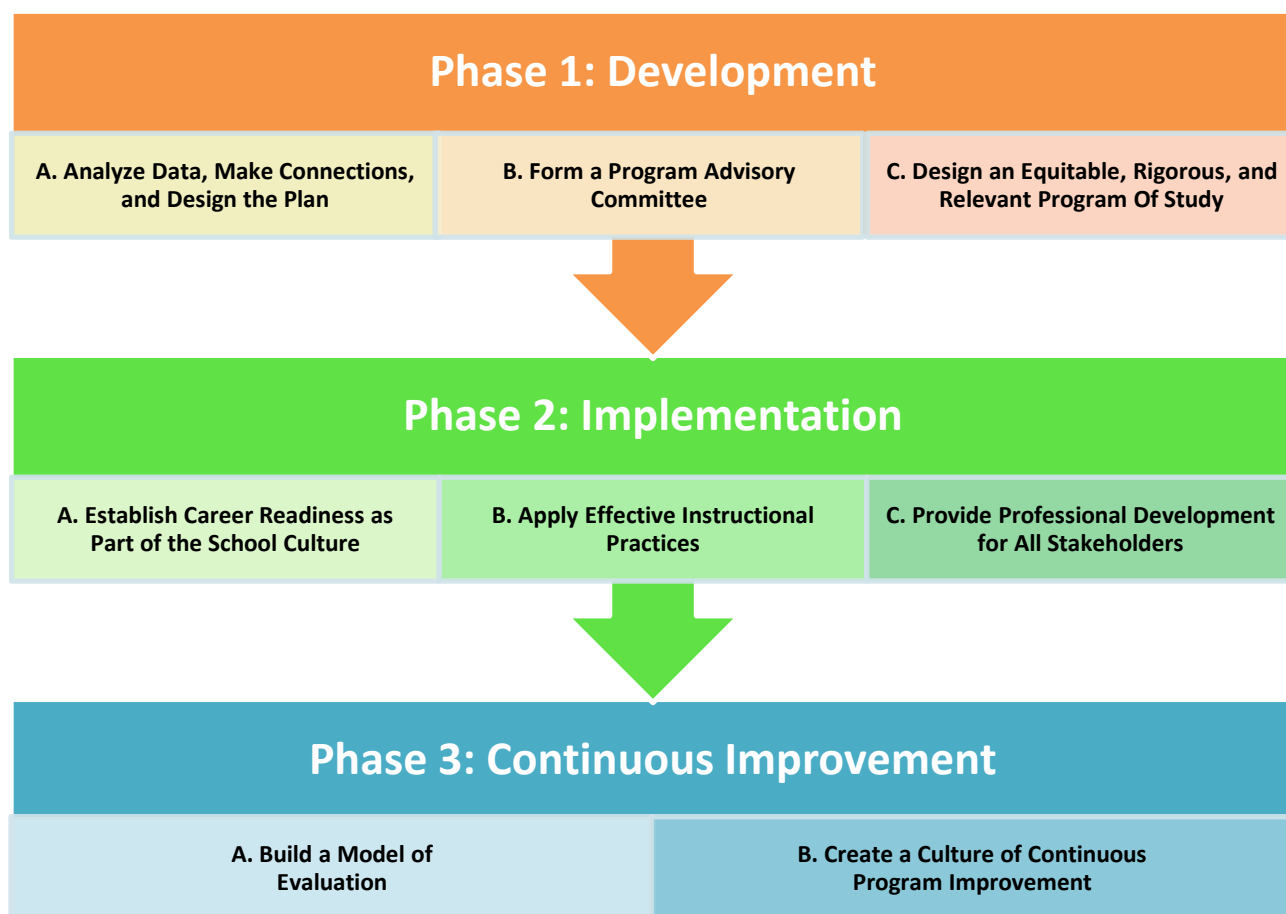 Phase 1: Development
A. Analyze Data, Make Connections,
and Design the Plan
B. Form a Program Advisory
Committee
C. Design an Equitable, Rigorous, and
Relevant Program Of Study
Phase 2: Implementation
A. Establish Career Readiness as
Part of the School Culture
B. Apply Effective Instructional
Practices
C. Provide Professional Development
for All Stakeholders
Phase 3: Continuous Improvement
A. Build a Model of
Evaluation
B. Create a Culture of Continuous
Program Improvement